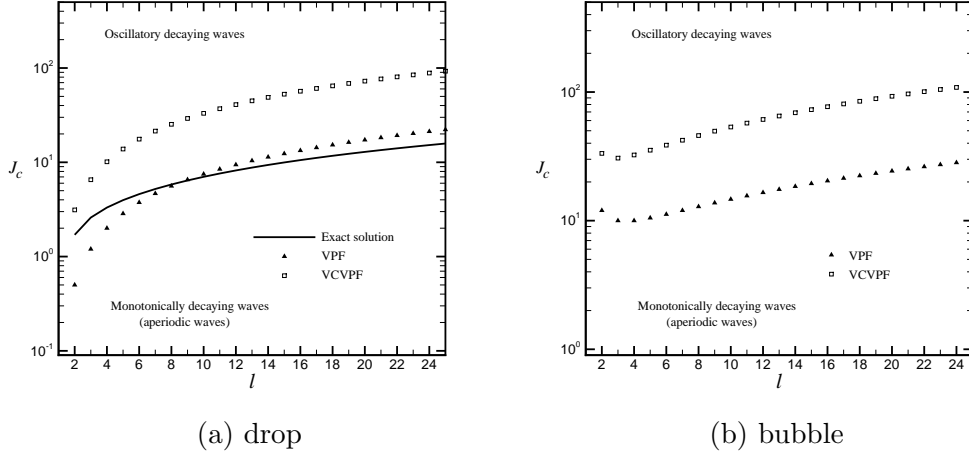 Oscillatory decaying waves
10^2
10^1
J_c
10^0
10^-1
Exact solution
VPF
VCVPF
Monotonically decaying waves
(aperiodic waves)
2 4 6 8 10 12 14 16 18 20 22 24
l
(a) drop
Oscillatory decaying waves
10^2
J_c
10^1
10^0
VPF
VCVPF
Monotonically decaying waves
(aperiodic waves)
2 4 6 8 10 12 14 16 18 20 22 24
l
(b) bubble